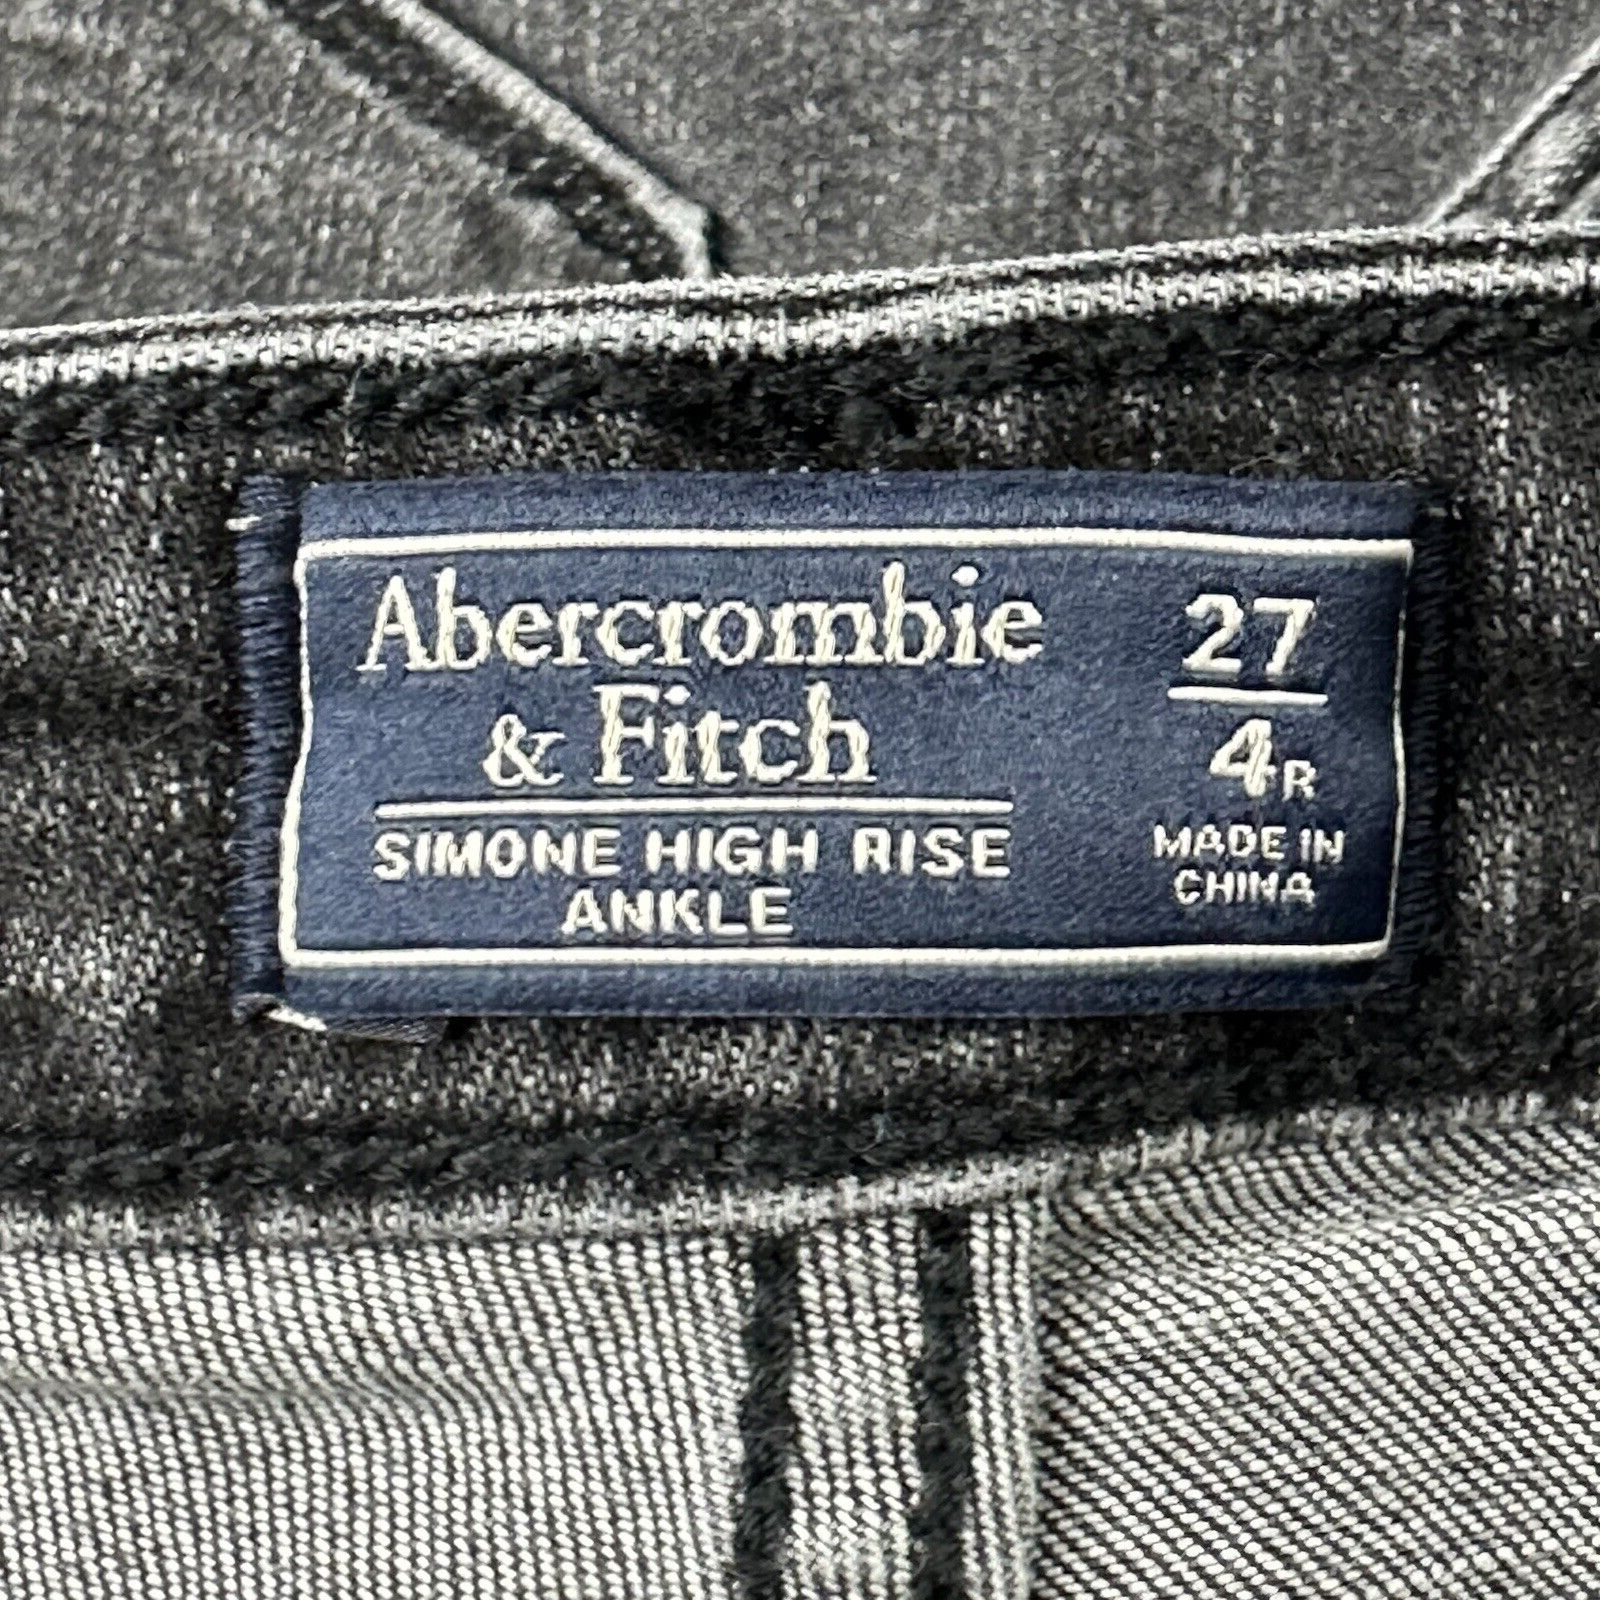 Abercrombie
& Fitch
SIMONE HIGH RISE
ANKLE
27
4R
MADE IN
CHINA